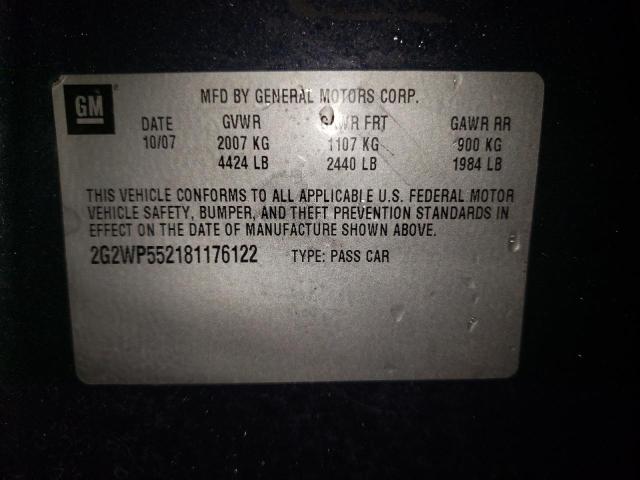 GM
MFD BY GENERAL MOTORS CORP.
DATE GVWR GAWR FRT GAWR RR
10/07 2007 KG 1107 KG 900 KG
4424 LB 2440 LB 1984 LB
THIS VEHICLE CONFORMS TO ALL APPLICABLE U.S. FEDERAL MOTOR
VEHICLE SAFETY, BUMPER, AND THEFT PREVENTION STANDARDS IN
EFFECT ON THE DATE OF MANUFACTURE SHOWN ABOVE.
2G2WP552181176122 TYPE: PASS CAR